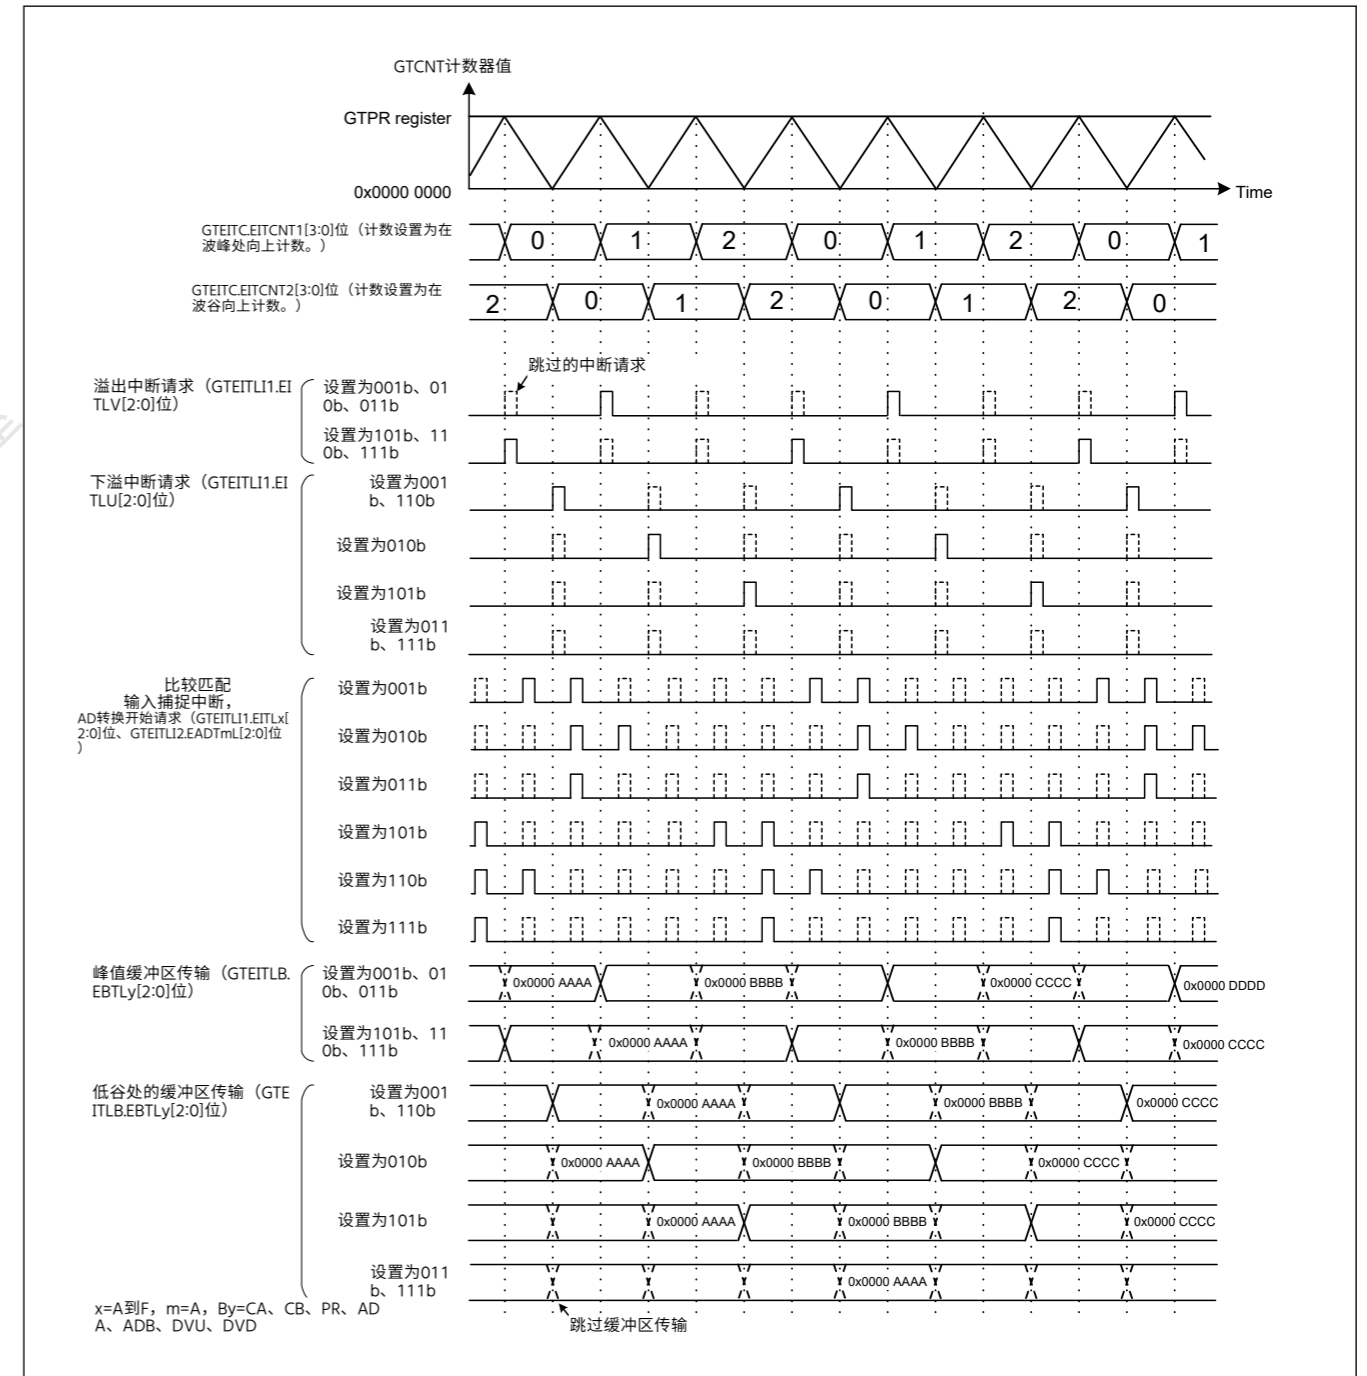 GTCNT计数器值
GTPR register
0x0000 0000
Time
GTEITC.EITCNT1[3:0]位（计数设置为在
波峰处向上计数。）
0 1 2 0 1 2 0 1
GTEITC.EITCNT2[3:0]位（计数设置为在
波谷向上计数。）
2 0 1 2 0 1 2 0
跳过的中断请求
溢出中断请求（GTEITLI1.EI
TLV[2:0]位）
设置为001b、01
0b、011b
设置为101b、11
0b、111b
下溢中断请求（GTEITLI1.EI
TLU[2:0]位）
设置为001
b、110b
设置为010b
设置为101b
设置为011
b、111b
比较匹配
输入捕捉中断，
AD转换开始请求（GTEITLI1.EITLx[
2:0]位、GTEITLI2.EADTmL[2:0]位
）
设置为001b
设置为010b
设置为011b
设置为101b
设置为110b
设置为111b
峰值缓冲区传输（GTEITLB.
EBTLy[2:0]位）
设置为001b、01
0b、011b
0x0000 AAAA 0x0000 BBBB 0x0000 CCCC 0x0000 DDDD
设置为101b、11
0b、111b
0x0000 AAAA 0x0000 BBBB 0x0000 CCCC
低谷处的缓冲区传输（GTE
ITLB.EBTLy[2:0]位）
设置为001
b、110b
0x0000 AAAA 0x0000 BBBB 0x0000 CCCC
设置为010b
0x0000 AAAA 0x0000 BBBB 0x0000 CCCC
设置为101b
0x0000 AAAA 0x0000 BBBB 0x0000 CCCC
设置为011
b、111b
0x0000 AAAA
x=A到F，m=A，By=CA、CB、PR、AD
A、ADB、DVU、DVD
跳过缓冲区传输